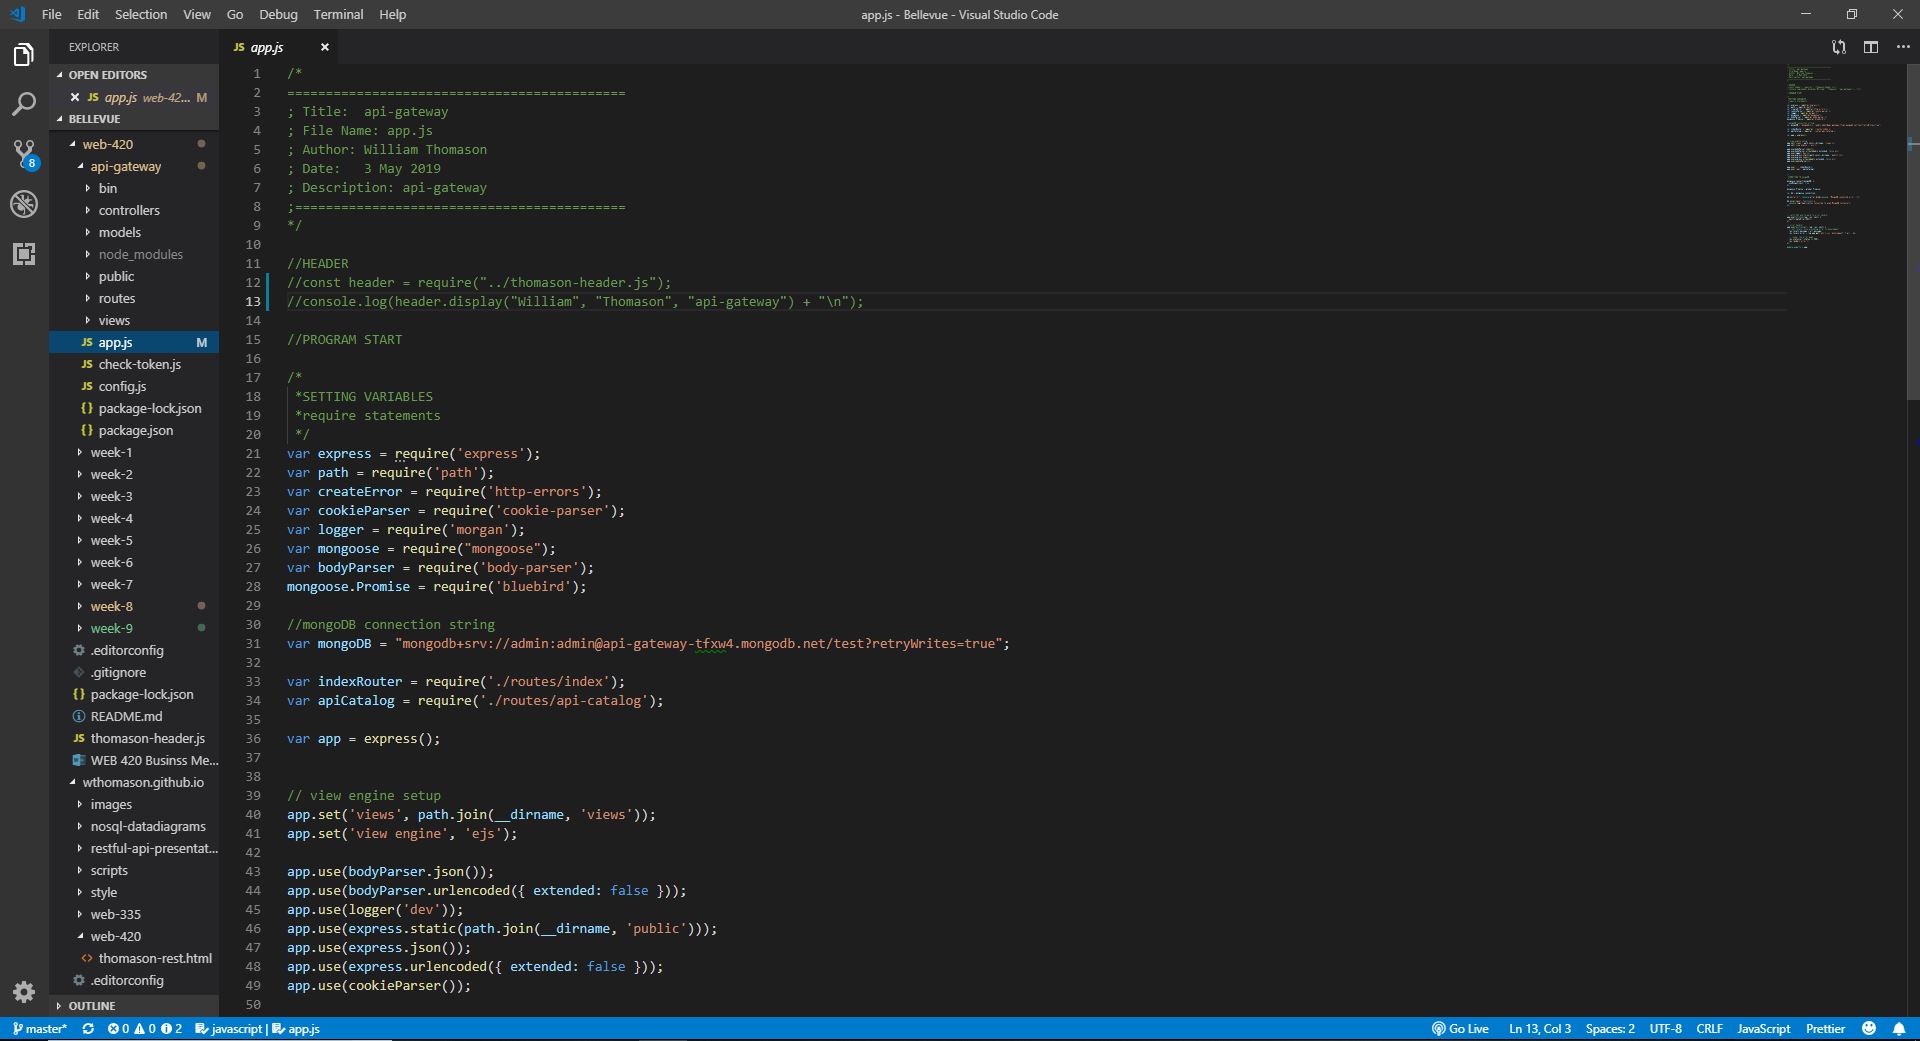 File Edit Selection View Go Debug Terminal Help
app.js - Bellevue - Visual Studio Code
EXPLORER
OPEN EDITORS
JS app.js web-42... M
BELLEVUE
web-420
api-gateway
bin
controllers
models
node_modules
public
routes
views
JS app.js M
JS check-token.js
JS config.js
{} package-lock.json
{} package.json
week-1
week-2
week-3
week-4
week-5
week-6
week-7
week-8
week-9
.editorconfig
.gitignore
{} package-lock.json
README.md
JS thomason-header.js
WEB 420 Businss Me...
wthomason.github.io
images
nosql-datadiagrams
restful-api-presentat...
scripts
style
web-335
web-420
<> thomason-rest.html
.editorconfig
OUTLINE
8
JS app.js
1 /*
2 ============================================
3 ; Title:  api-gateway
4 ; File Name: app.js
5 ; Author: William Thomason
6 ; Date:   3 May 2019
7 ; Description: api-gateway
8 ;===========================================
9 */
10
11 //HEADER
12 //const header = require("../thomason-header.js");
13 //console.log(header.display("William", "Thomason", "api-gateway") + "\n");
14
15 //PROGRAM START
16
17 /*
18  *SETTING VARIABLES
19  *require statements
20  */
21 var express = require('express');
22 var path = require('path');
23 var createError = require('http-errors');
24 var cookieParser = require('cookie-parser');
25 var logger = require('morgan');
26 var mongoose = require("mongoose");
27 var bodyParser = require('body-parser');
28 mongoose.Promise = require('bluebird');
29
30 //mongoDB connection string
31 var mongoDB = "mongodb+srv://admin:admin@api-gateway-tfxw4.mongodb.net/test?retryWrites=true";
32
33 var indexRouter = require('./routes/index');
34 var apiCatalog = require('./routes/api-catalog');
35
36 var app = express();
37
38
39 // view engine setup
40 app.set('views', path.join(__dirname, 'views'));
41 app.set('view engine', 'ejs');
42
43 app.use(bodyParser.json());
44 app.use(bodyParser.urlencoded({ extended: false }));
45 app.use(logger('dev'));
46 app.use(express.static(path.join(__dirname, 'public')));
47 app.use(express.json());
48 app.use(express.urlencoded({ extended: false }));
49 app.use(cookieParser());
50
master* 0 0 2 javascript | app.js
Go Live Ln 13, Col 3 Spaces: 2 UTF-8 CRLF JavaScript Prettier